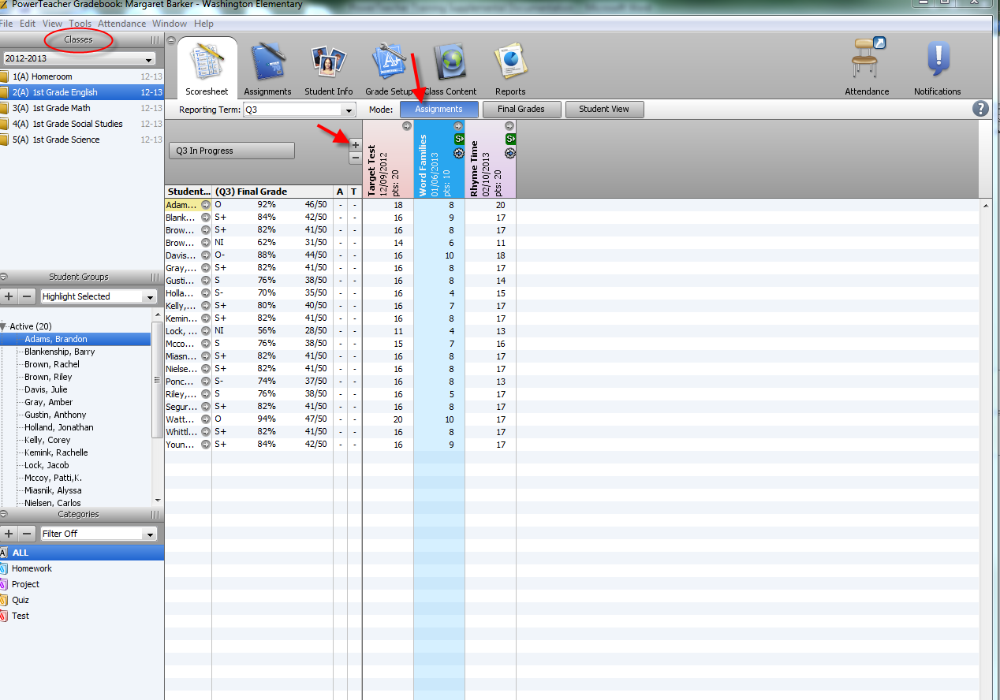 PowerTeacher Gradebook: Margaret Barker - Washington Elementary
File Edit View Tools Attendance Window Help
Classes
2012-2013
1(A) Homeroom 12-13
2(A) 1st Grade English 12-13
3(A) 1st Grade Math 12-13
4(A) 1st Grade Social Studies 12-13
5(A) 1st Grade Science 12-13
Student Groups
Highlight Selected
Active (20)
Adams, Brandon
Blankenship, Barry
Brown, Rachel
Brown, Riley
Davis, Julie
Gray, Amber
Gustin, Anthony
Holland, Jonathan
Kelly, Corey
Kemink, Rachelle
Lock, Jacob
Mccoy, Patti,K.
Miasnik, Alyssa
Nielsen, Carlos
Categories
Filter Off
ALL
Homework
Project
Quiz
Test
Scoresheet Assignments Student Info Grade Setup Class Content Reports Attendance Notifications
Reporting Term: Q3 Mode: Assignments Final Grades Student View
Q3 In Progress
Target Test
12/09/2012
pts: 20
Word Families
01/06/2013
pts: 10
Rhyme Time
02/10/2013
pts: 20
Student... (Q3) Final Grade A T
Adam... O 92% 46/50 - - 18 8 20
Blank... S+ 84% 42/50 - - 16 9 17
Brow... S+ 82% 41/50 - - 16 8 17
Brow... NI 62% 31/50 - - 14 6 11
Davis... O- 88% 44/50 - - 16 10 18
Gray,... S+ 82% 41/50 - - 16 8 17
Gusti... S 76% 38/50 - - 16 8 14
Holla... S- 70% 35/50 - - 16 4 15
Kelly,... S+ 80% 40/50 - - 16 7 17
Kemin... S+ 82% 41/50 - - 16 8 17
Lock, ... NI 56% 28/50 - - 11 4 13
Mcco... S 76% 38/50 - - 15 7 16
Miasn... S+ 82% 41/50 - - 16 8 17
Nielse... S+ 82% 41/50 - - 16 8 17
Ponc... S- 74% 37/50 - - 16 8 13
Riley,... S 76% 38/50 - - 16 5 17
Segur... S+ 82% 41/50 - - 16 8 17
Watt... O 94% 47/50 - - 20 10 17
Whittl... S+ 82% 41/50 - - 16 8 17
Youn... S+ 84% 42/50 - - 16 9 17